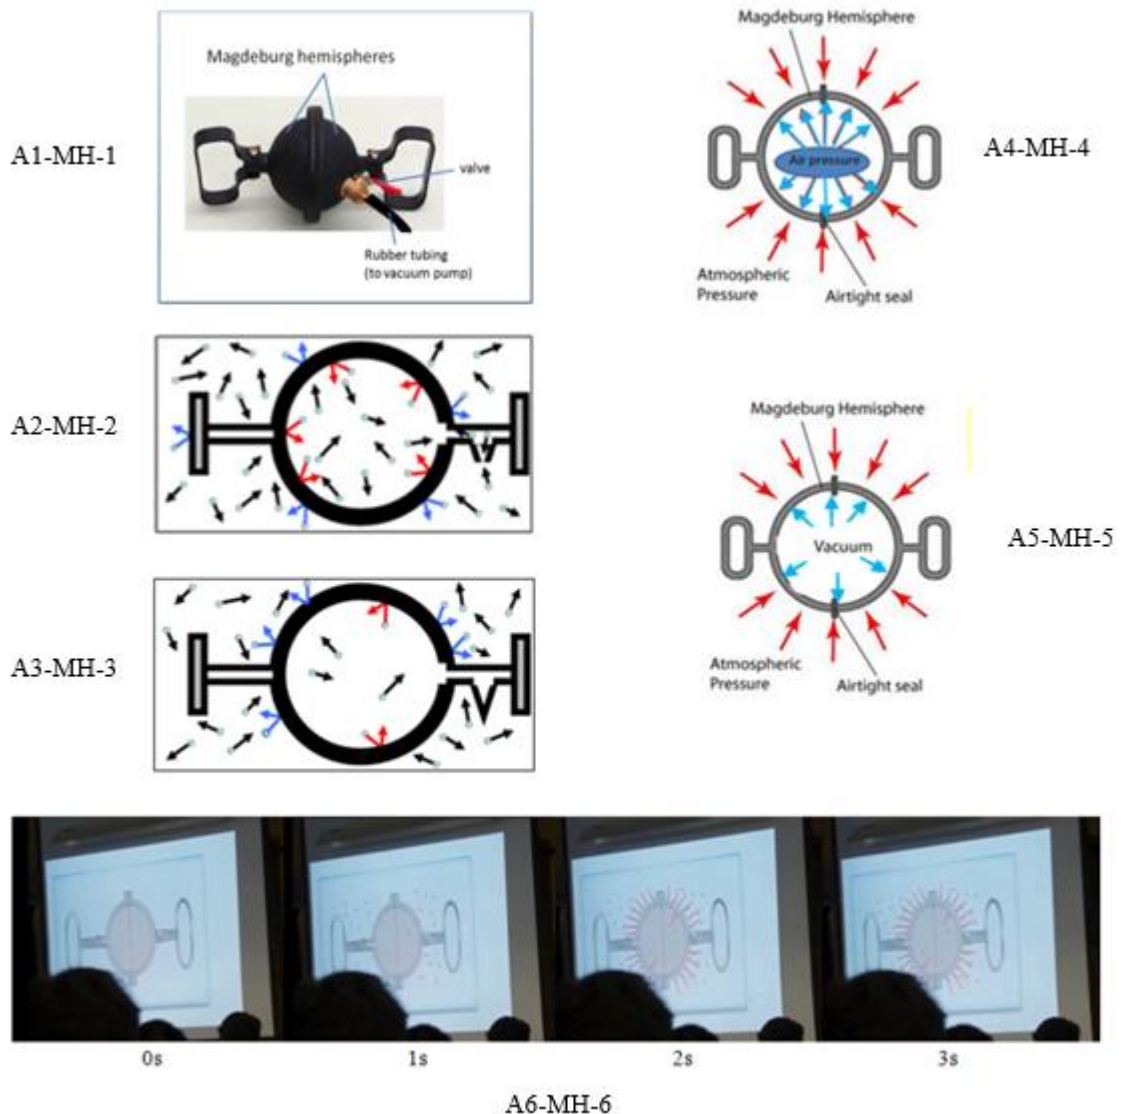 Magdeburg hemispheres
A1-MH-1
valve
Rubber tubing
(to vacuum pump)
Magdeburg Hemisphere
Air pressure
A4-MH-4
Atmospheric
Pressure
Airtight seal
A2-MH-2
Magdeburg Hemisphere
Vacuum
A5-MH-5
Atmospheric
Pressure
Airtight seal
A3-MH-3
0s
1s
2s
3s
A6-MH-6